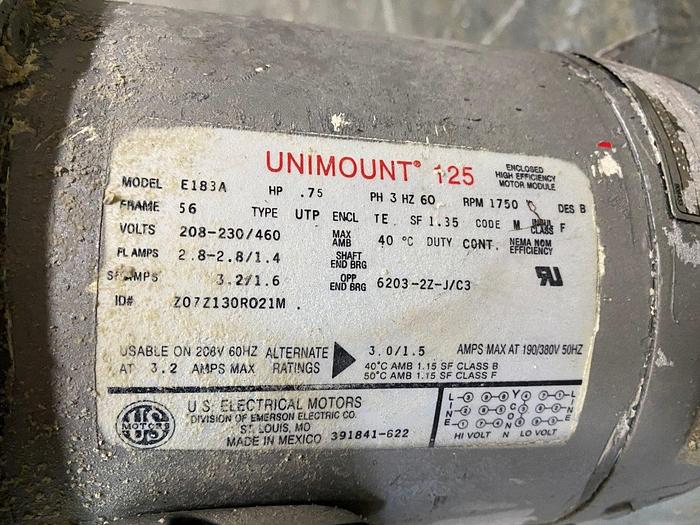 UNIMOUNT® 125
ENCLOSED
HIGH EFFICIENCY
MOTOR MODULE
MODEL E183A HP .75 PH 3 HZ 60 RPM 1750 DES B
FRAME 56 TYPE UTP ENCL TE SF 1.35 CODE M INSUL CLASS F
VOLTS 208-230/460 MAX AMB 40 °C DUTY CONT. NEMA NOM EFFICIENCY
FL AMPS 2.8-2.8/1.4 SHAFT END BRG
SF AMPS 3.2/1.6 OPP END BRG 6203-2Z-J/C3
ID# Z07Z130R021M
USABLE ON 208V 60HZ ALTERNATE 3.0/1.5 AMPS MAX AT 190/380V 50HZ
AT 3.2 AMPS MAX RATINGS 40°C AMB 1.15 SF CLASS B
50°C AMB 1.15 SF CLASS F
US
MOTORS
U.S. ELECTRICAL MOTORS
DIVISION OF EMERSON ELECTRIC CO.
ST. LOUIS, MO
MADE IN MEXICO 391841-622
LINE
Y CONN
LINE
HI VOLT LO VOLT